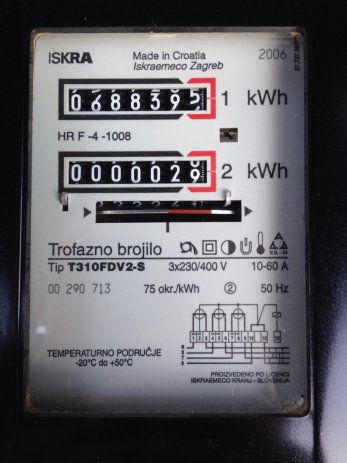 ISKRA
Made in Croatia
Iskraemeco Zagreb
2006
0688395 1 kWh
HR F -4 -1008
0000029 2 kWh
Trofazno brojilo
Tip T310FDV2-S 3x230/400 V 10-60 A
00 290 713 75 okr./kWh 2 50 Hz
TEMPERATURNO PODRUČJE
-20°C do +50°C
PROIZVEDENO PO LICENCI
ISKRAEMECO KRANJ - SLOVENIJA